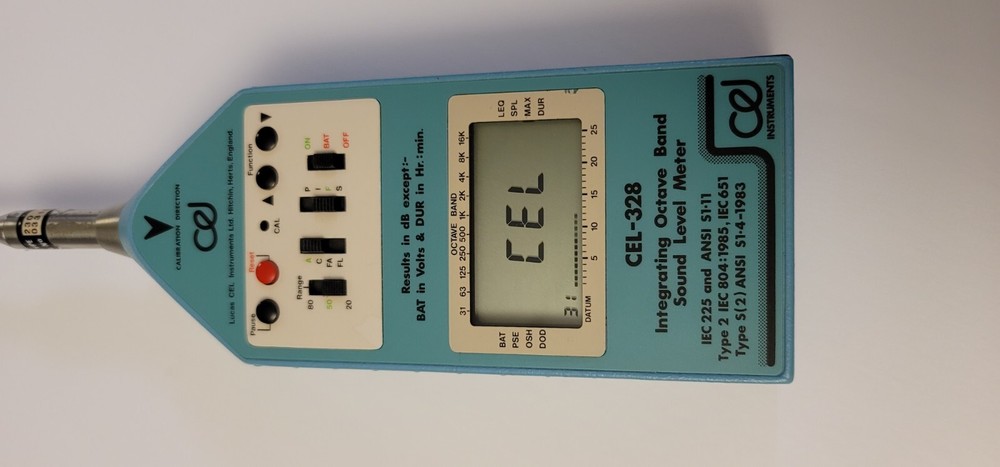 230
03
CALIBRATION DIRECTION
cel
Lucas CEL Instruments Ltd. Hitchin, Herts. England.
Pause
Reset
CAL
Function
Range
80
50
20
A
C
FA
FL
P
I
F
S
ON
BAT
OFF
Results in dB except:-
BAT in Volts & DUR in Hr.:min.
OCTAVE BAND
31 63 125 250 500 1K 2K 4K 8K 16K
BAT
PSE
OSH
DOD
CEL
LEQ
SPL
MAX
DUR
3:
DATUM 5 10 15 20 25
CEL-328
Integrating Octave Band
Sound Level Meter
IEC 225 and ANSI S1·11
Type 2 IEC 804:1985, IEC 651
Type S(2) ANSI S1·4-1983
cel
INSTRUMENTS